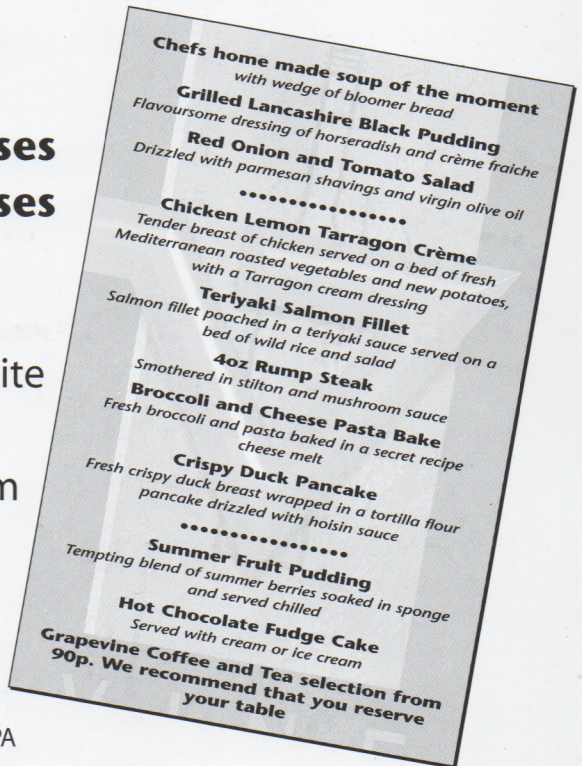 ses
ses
ite
m
PA
Chefs home made soup of the moment
with wedge of bloomer bread
Grilled Lancashire Black Pudding
Flavoursome dressing of horseradish and crème fraiche
Red Onion and Tomato Salad
Drizzled with parmesan shavings and virgin olive oil
Chicken Lemon Tarragon Crème
Tender breast of chicken served on a bed of fresh
Mediterranean roasted vegetables and new potatoes,
with a Tarragon cream dressing
Teriyaki Salmon Fillet
Salmon fillet poached in a teriyaki sauce served on a
bed of wild rice and salad
4oz Rump Steak
Smothered in stilton and mushroom sauce
Broccoli and Cheese Pasta Bake
Fresh broccoli and pasta baked in a secret recipe
cheese melt
Crispy Duck Pancake
Fresh crispy duck breast wrapped in a tortilla flour
pancake drizzled with hoisin sauce
Summer Fruit Pudding
Tempting blend of summer berries soaked in sponge
and served chilled
Hot Chocolate Fudge Cake
Served with cream or ice cream
Grapevine Coffee and Tea selection from
90p. We recommend that you reserve
your table